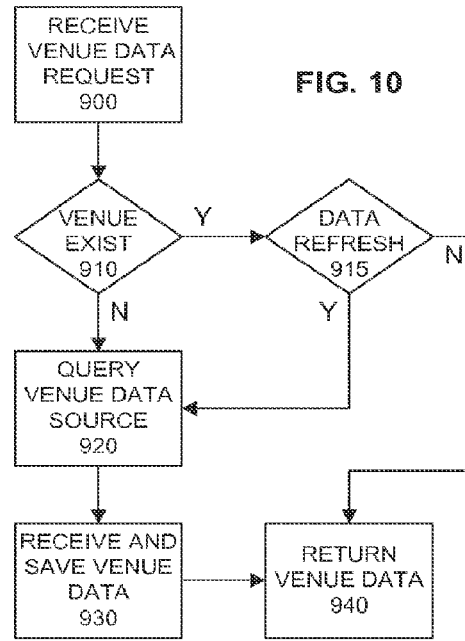 RECEIVE
VENUE DATA
REQUEST
900
FIG. 10
VENUE
EXIST
910
Y
DATA
REFRESH
915
N
N
Y
QUERY
VENUE DATA
SOURCE
920
RECEIVE AND
SAVE VENUE
DATA
930
RETURN
VENUE DATA
940